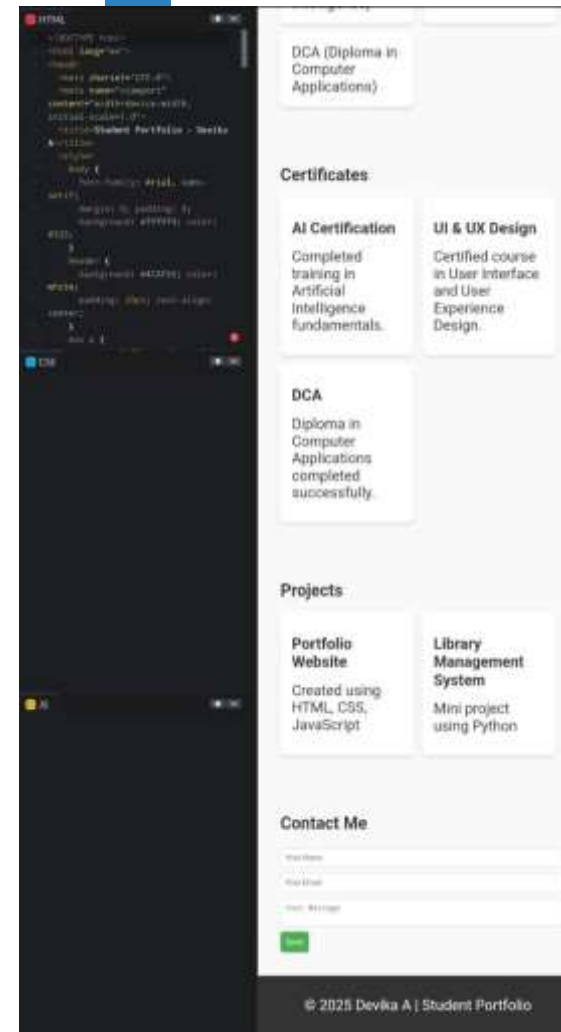 HTML
<!DOCTYPE html>
<html lang="en">
<head>
<meta charset="UTF-8">
<meta name="viewport"
content="width=device-width,
initial-scale=1.0">
<title>Student Portfolio - Devika
A</title>
<style>
body {
font-family: Arial, sans-
serif;
margin: 0; padding: 0;
}
header {
white;
center;
}
CSS
DCA (Diploma in
Computer
Applications)
Certificates
AI Certification
Completed
training in
Artificial
Intelligence
fundamentals.
UI & UX Design
Certified course
in User Interface
and User
Experience
Design.
DCA
Diploma in
Computer
Applications
completed
successfully.
Projects
Portfolio
Website
Created using
HTML, CSS,
JavaScript
Library
Management
System
Mini project
using Python
Contact Me
Your Name
Your Email
Your Message
Send
© 2025 Devika A | Student Portfolio